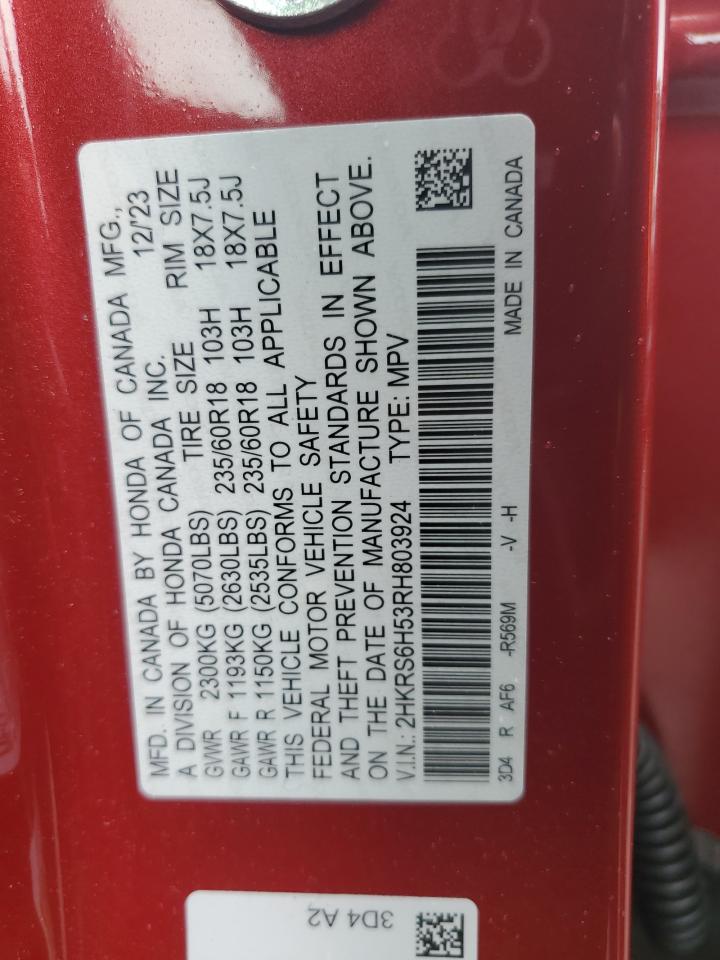 MFD. IN CANADA BY HONDA OF CANADA MFG.,
A DIVISION OF HONDA CANADA INC. 12/'23
GVWR 2300KG (5070LBS) TIRE SIZE RIM SIZE
GAWR F 1193KG (2630LBS) 235/60R18 103H 18X7.5J
GAWR R 1150KG (2535LBS) 235/60R18 103H 18X7.5J
THIS VEHICLE CONFORMS TO ALL APPLICABLE
FEDERAL MOTOR VEHICLE SAFETY
AND THEFT PREVENTION STANDARDS IN EFFECT
ON THE DATE OF MANUFACTURE SHOWN ABOVE.
V.I.N.: 2HKRS6H53RH803924 TYPE: MPV
3D4 R AF6 -R569M -V -H MADE IN CANADA
3D4 A2